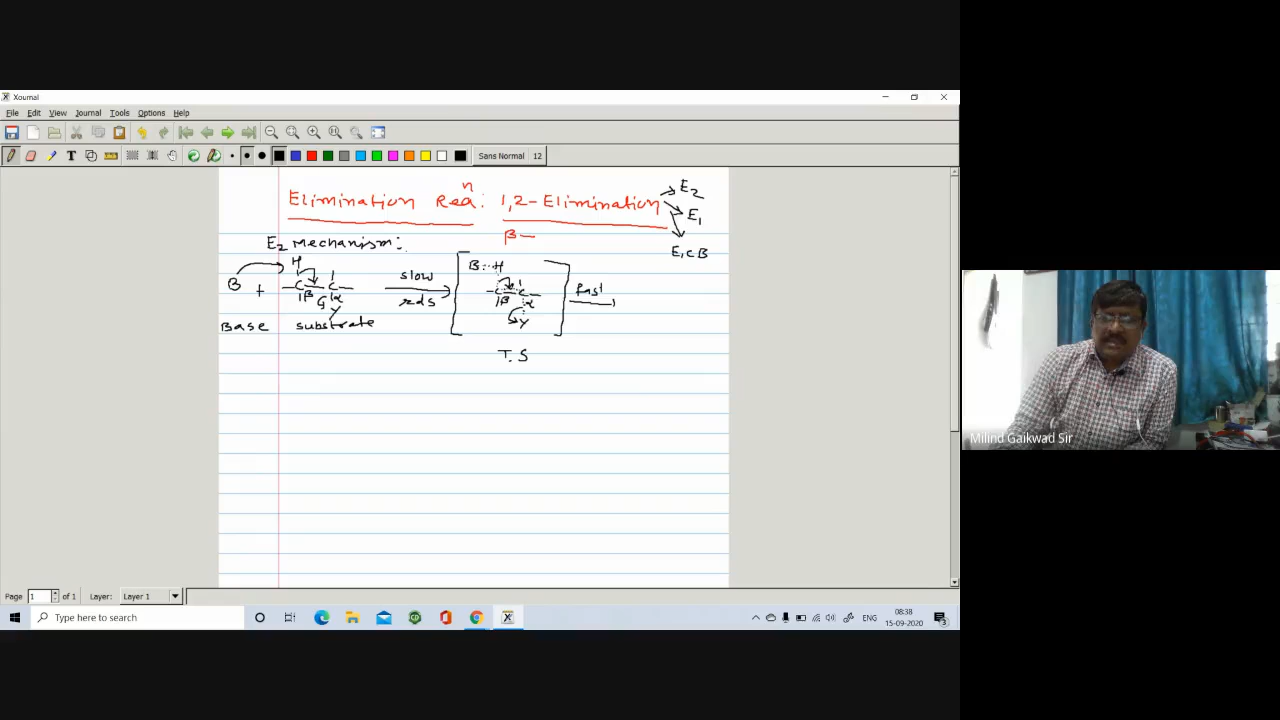 Xournal
File Edit View Journal Tools Options Help
Sans Normal 12
Elimination Reaⁿ: 1,2-Elimination
E2
E1
E1CB
β —
E2 Mechanism:
H
B + —C—C— slow B···H fast
β α rds —C—C—
Y β α
Base substrate Y
T.S
Milind Gaikwad Sir
Page 1 of 1 Layer: Layer 1
Type here to search
ENG
08:38
15-09-2020
3